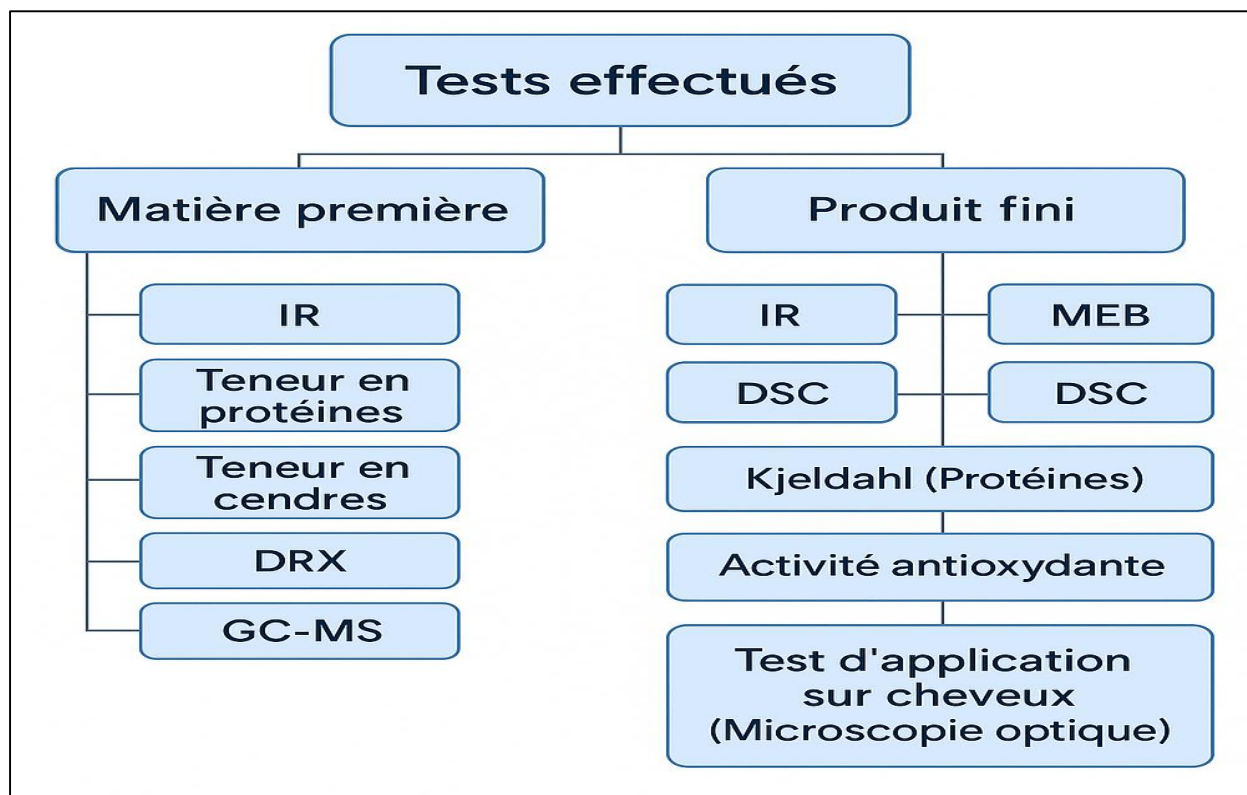 Tests effectués
Matière première
IR
Teneur en
protéines
Teneur en
cendres
DRX
GC-MS
Produit fini
IR
MEB
DSC
DSC
Kjeldahl (Protéines)
Activité antioxydante
Test d'application
sur cheveux
(Microscopie optique)